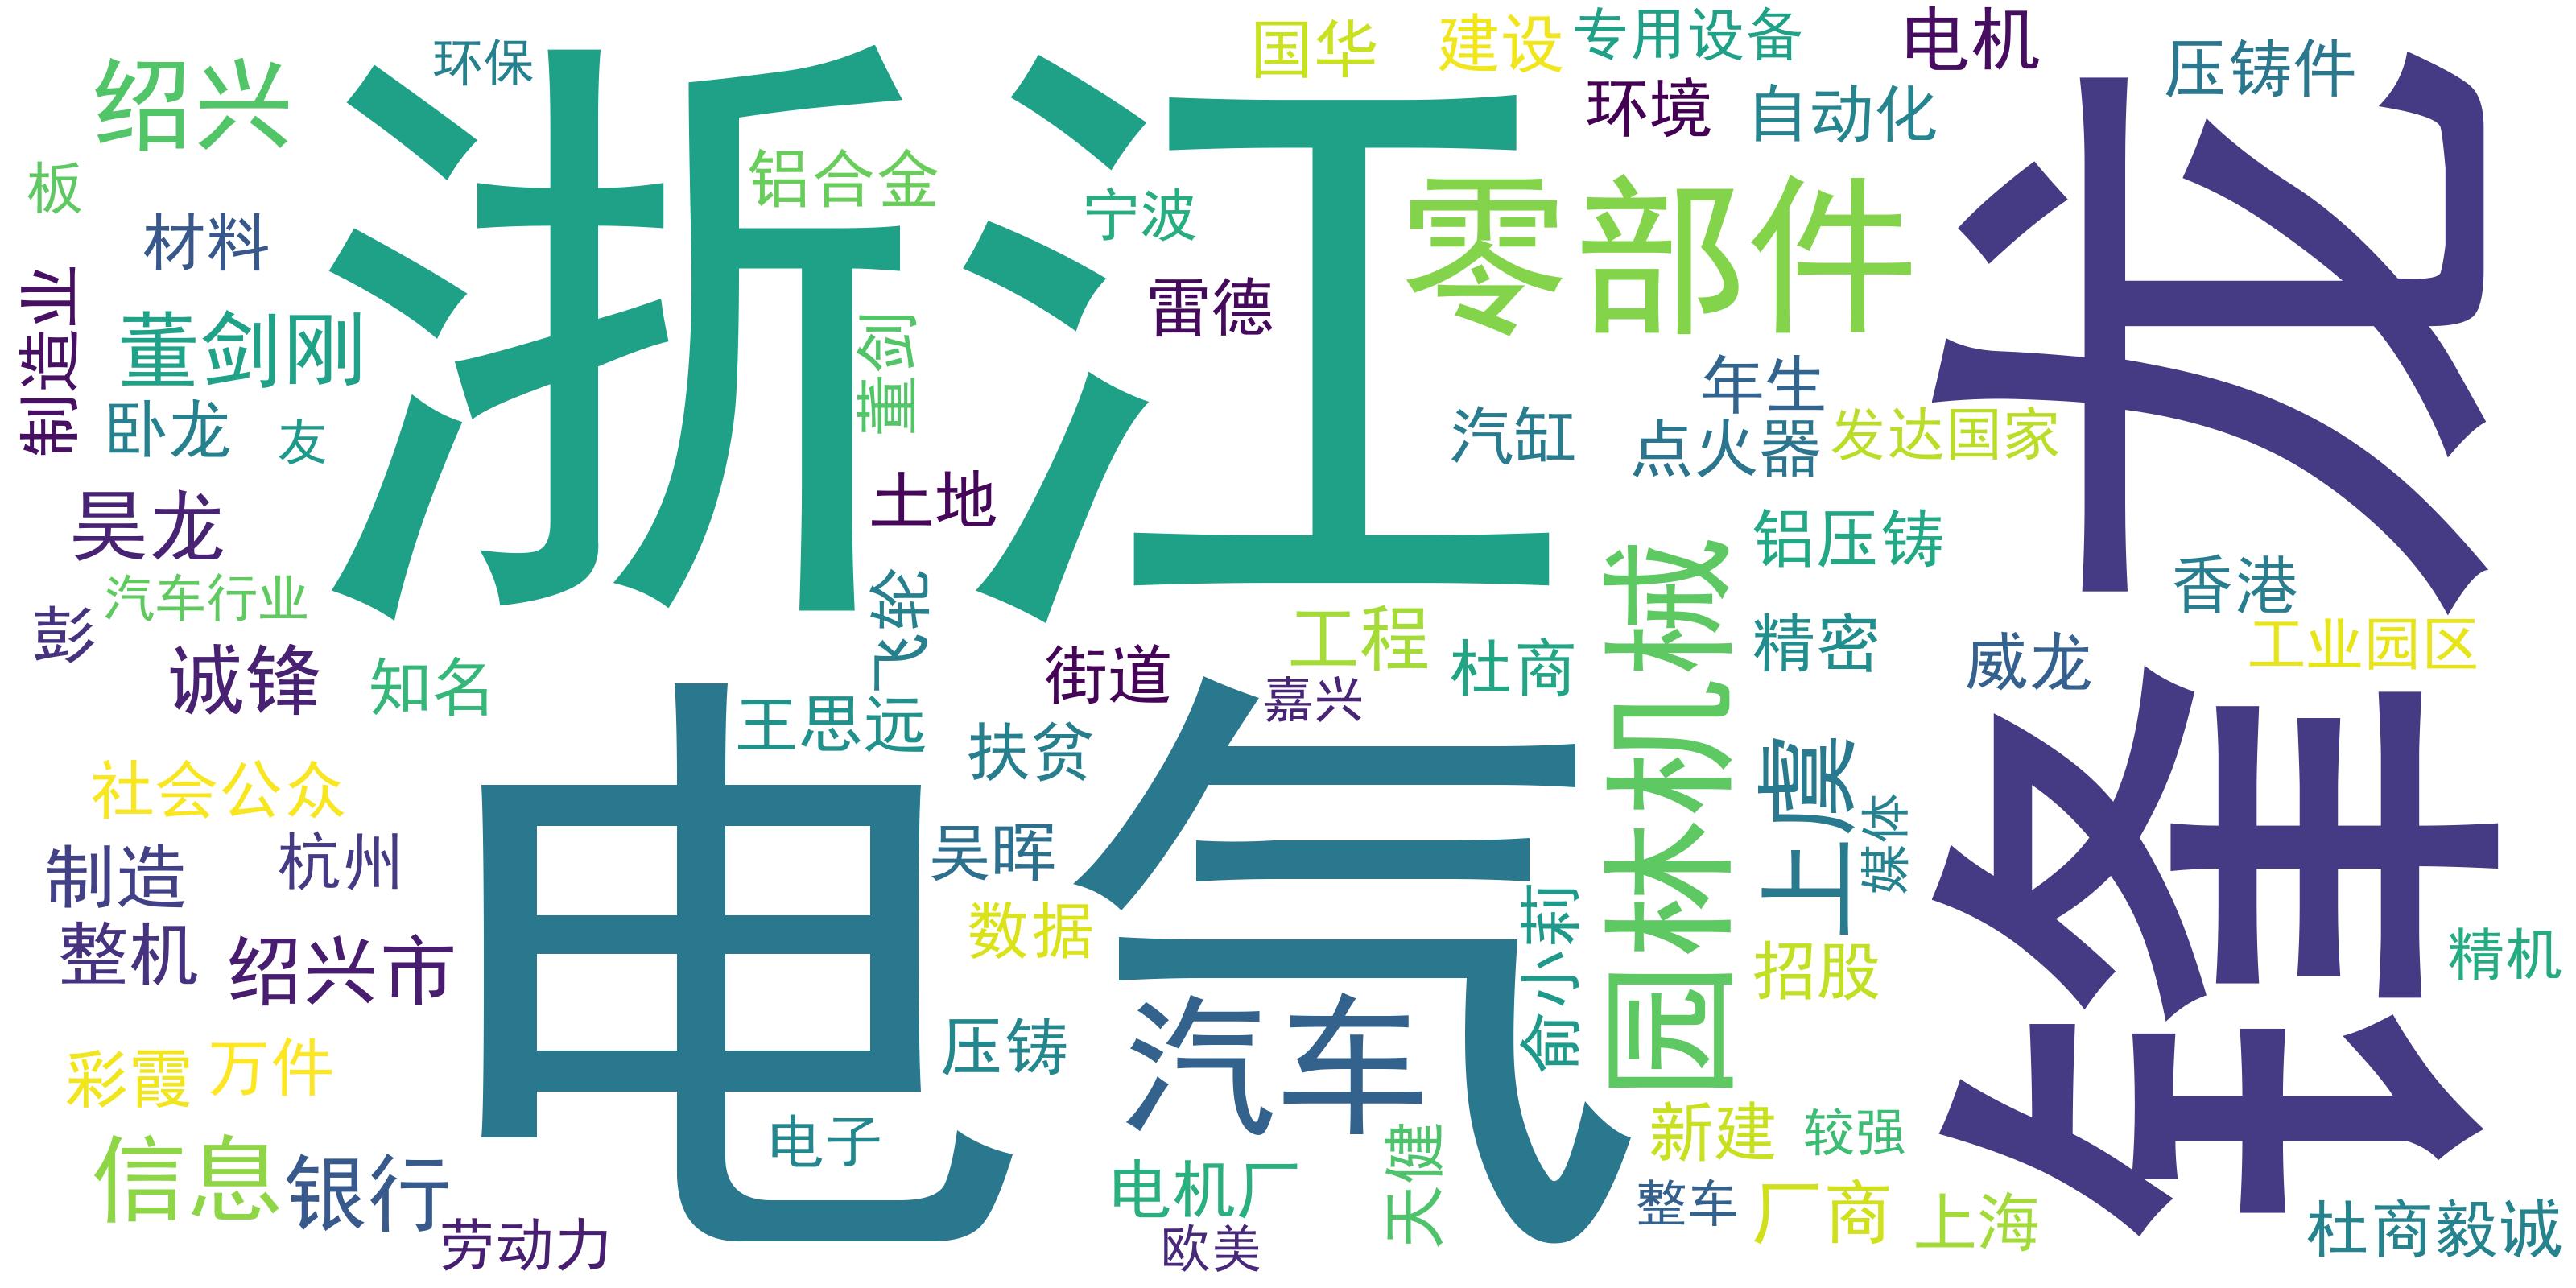 浙江
锋龙
电气
零部件
园林机械
汽车
绍兴
环保
国华
建设
专用设备
电机
压铸件
环境
自动化
板
铝合金
宁波
材料
雷德
制造业
董剑刚
董剑
年生
卧龙
友
汽缸
点火器
发达国家
土地
昊龙
铝压铸
香港
汽车行业
飞轮
彭
工程
杜商
精密
威龙
工业园区
诚锋
知名
街道
嘉兴
王思远
扶贫
上虞
社会公众
媒体
制造
杭州
吴晖
俞小莉
整机
绍兴市
数据
招股
精机
彩霞
万件
压铸
信息
银行
电子
天健
新建
较强
劳动力
电机厂
欧美
整车
厂商
上海
杜商毅诚